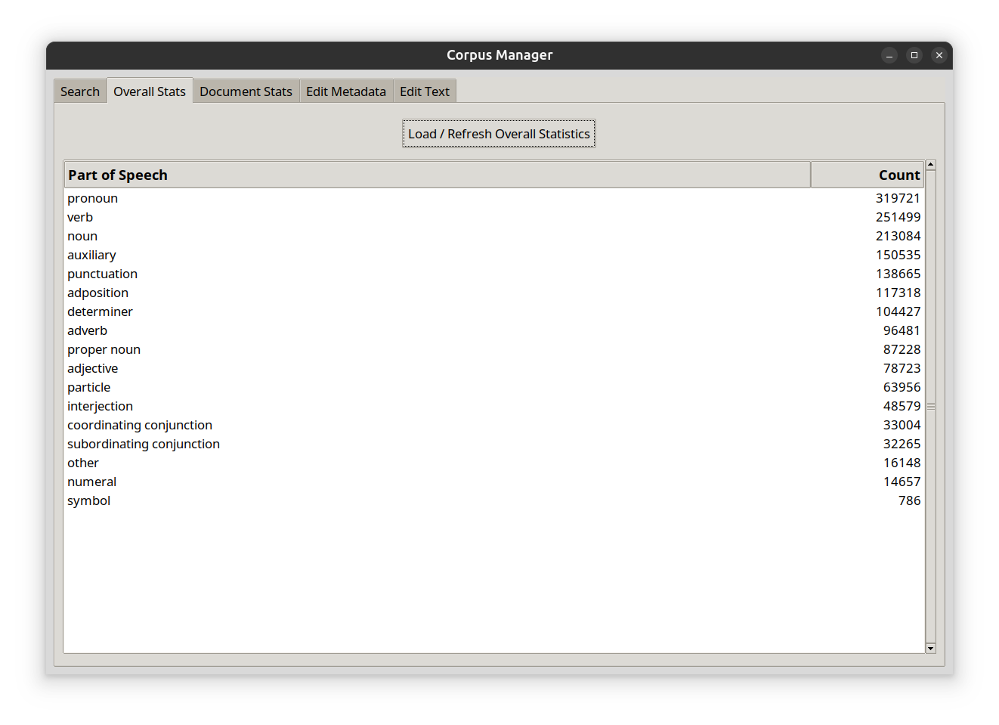 Corpus Manager
Search Overall Stats Document Stats Edit Metadata Edit Text
Load / Refresh Overall Statistics
Part of Speech Count
pronoun 319721
verb 251499
noun 213084
auxiliary 150535
punctuation 138665
adposition 117318
determiner 104427
adverb 96481
proper noun 87228
adjective 78723
particle 63956
interjection 48579
coordinating conjunction 33004
subordinating conjunction 32265
other 16148
numeral 14657
symbol 786